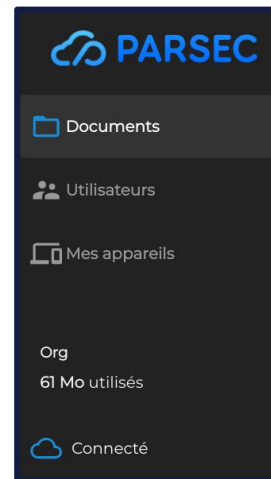 PARSEC
Documents
Utilisateurs
Mes appareils
Org
61 Mo utilisés
Connecté